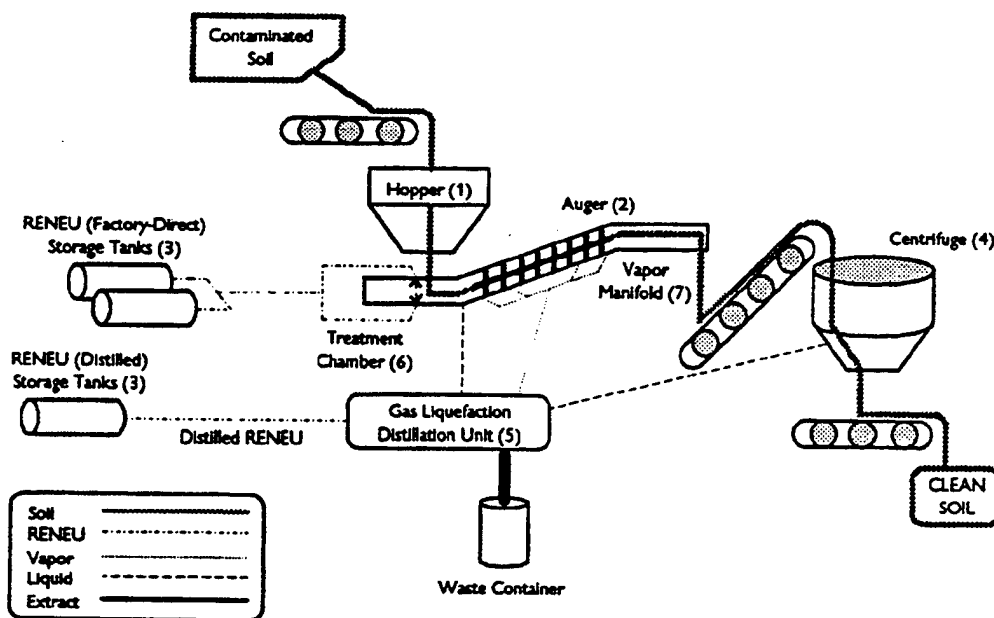 Contaminated
Soil
Hopper (1)
Auger (2)
RENEU (Factory-Direct)
Storage Tanks (3)
Centrifuge (4)
Vapor
Manifold (7)
Treatment
Chamber (6)
RENEU (Distilled)
Storage Tanks (3)
Gas Liquefaction
Distillation Unit (5)
Distilled RENEU
CLEAN
SOIL
Soil
RENEU
Vapor
Liquid
Extract
Waste Container